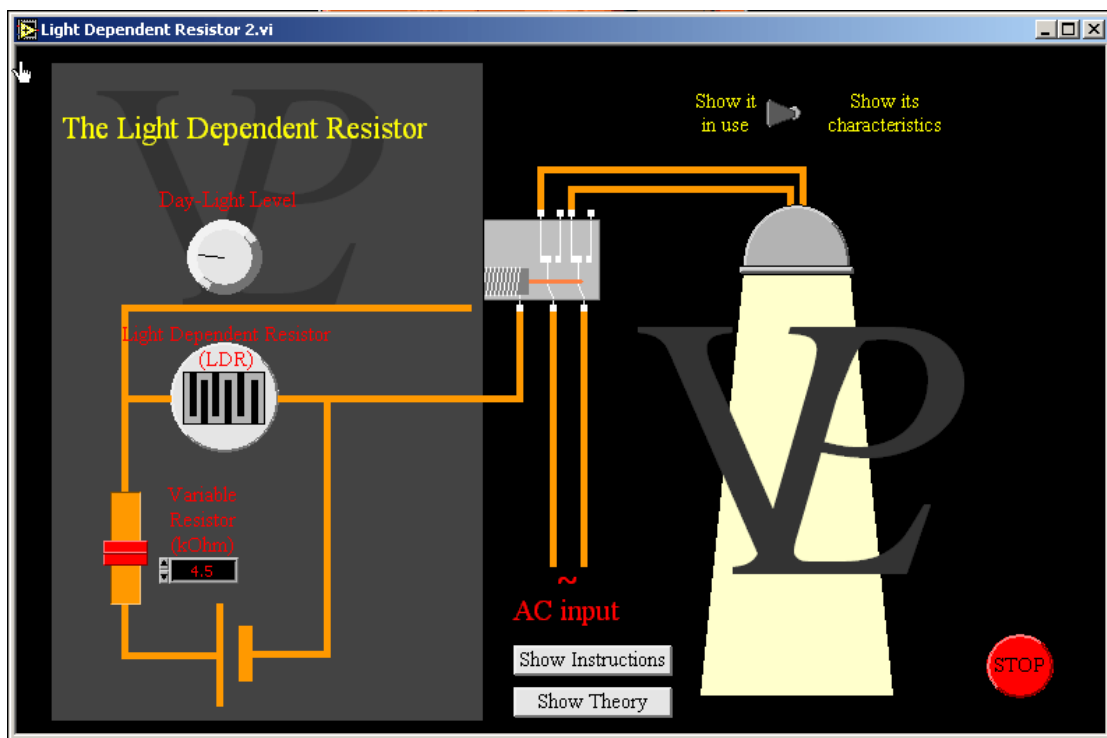 Light Dependent Resistor 2.vi
Show it
in use
Show its
characteristics
The Light Dependent Resistor
Day-Light Level
Light Dependent Resistor
(LDR)
Variable
Resistor
(kOhm)
4.5
~
AC input
Show Instructions
Show Theory
STOP
VPL